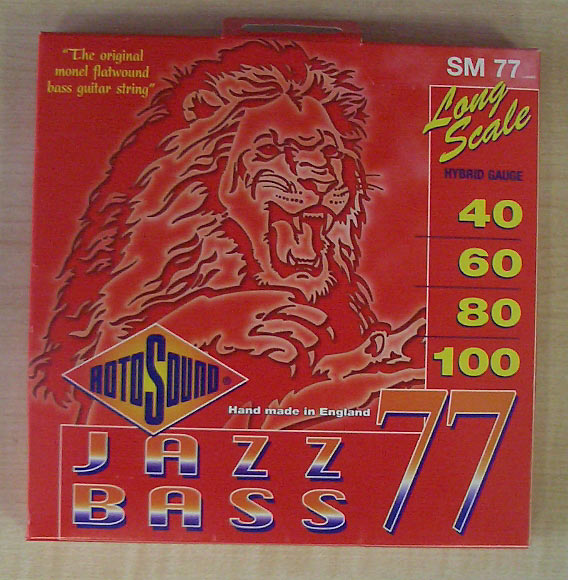 "The original
monel flatwound
bass guitar string"
SM 77
Long
Scale
HYBRID GAUGE
40
60
80
100
ROTOSOUND
Hand made in England
JAZZ
BASS
77